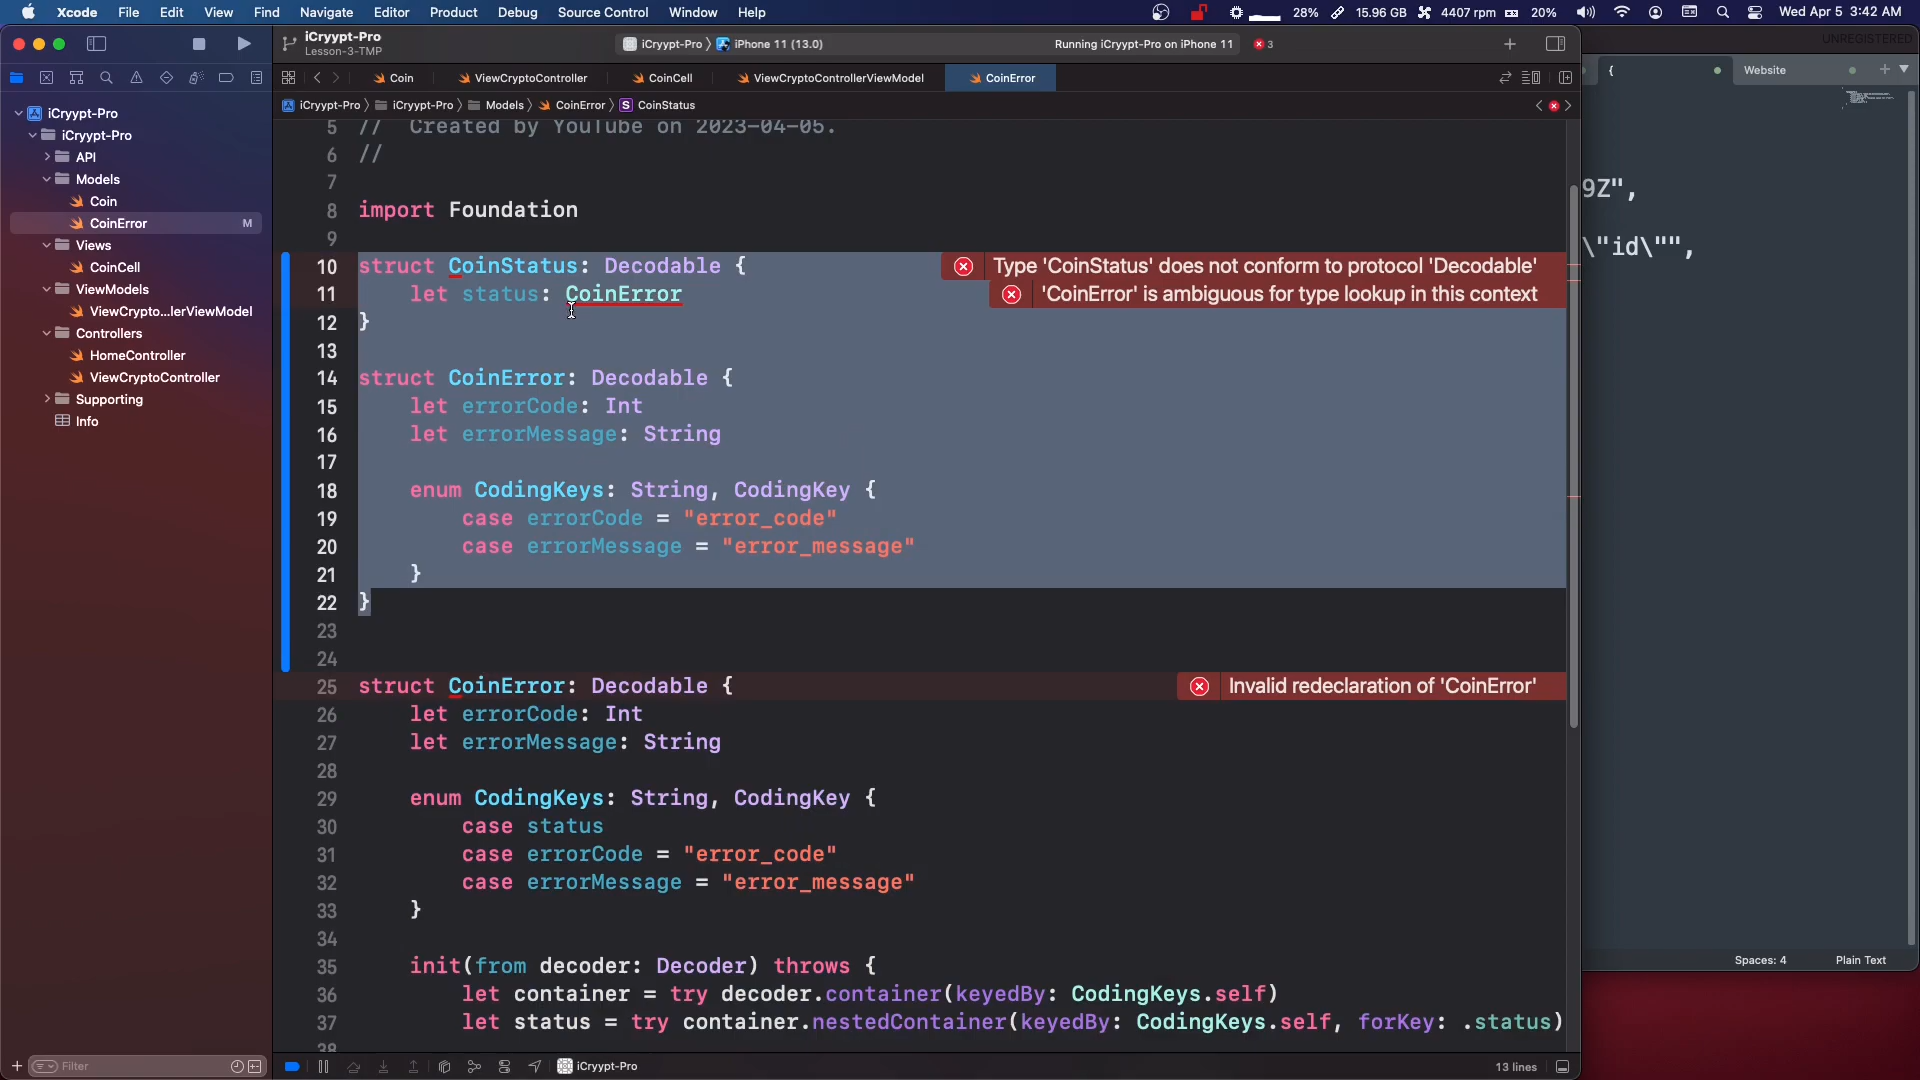 Xcode File Edit View Find Navigate Editor Product Debug Source Control Window Help
28% 15.96 GB 4407 rpm 20% Wed Apr 5 3:42 AM
iCryypt-Pro
Lesson-3-TMP
iCryypt-Pro iPhone 11 (13.0)
Running iCryypt-Pro on iPhone 11 3
UNREGISTERED
Coin ViewCryptoController CoinCell ViewCryptoControllerViewModel CoinError
{ Website
iCryypt-Pro iCryypt-Pro Models CoinError S CoinStatus
iCryypt-Pro
iCryypt-Pro
API
Models
Coin
CoinError M
Views
CoinCell
ViewModels
ViewCrypto...lerViewModel
Controllers
HomeController
ViewCryptoController
Supporting
Info
Filter
5 // Created by YouTube on 2023-04-05.
6 //
7
8 import Foundation
9
10 struct CoinStatus: Decodable { Type 'CoinStatus' does not conform to protocol 'Decodable'
11 let status: CoinError 'CoinError' is ambiguous for type lookup in this context
12 }
13
14 struct CoinError: Decodable {
15 let errorCode: Int
16 let errorMessage: String
17
18 enum CodingKeys: String, CodingKey {
19 case errorCode = "error_code"
20 case errorMessage = "error_message"
21 }
22 }
23
24
25 struct CoinError: Decodable { Invalid redeclaration of 'CoinError'
26 let errorCode: Int
27 let errorMessage: String
28
29 enum CodingKeys: String, CodingKey {
30 case status
31 case errorCode = "error_code"
32 case errorMessage = "error_message"
33 }
34
35 init(from decoder: Decoder) throws {
36 let container = try decoder.container(keyedBy: CodingKeys.self)
37 let status = try container.nestedContainer(keyedBy: CodingKeys.self, forKey: .status)
38
9Z",
\"id\"",
iCryypt-Pro
13 lines
Spaces: 4 Plain Text